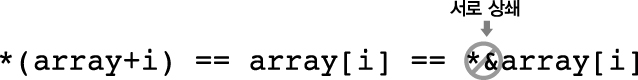 서로 상쇄
*(array+i) == array[i] == *&array[i]